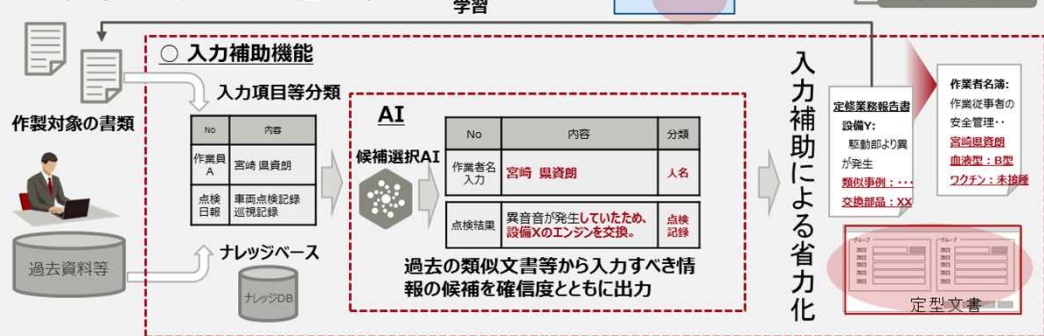 学習
○ 入力補助機能
入力項目等分類
作製対象の書類
No 内容
作業員A 宮崎 県資朗
点検日報 車両点検記録 巡視記録
AI
候補選択AI
No 内容 分類
作業者名入力 宮崎 県資朗 人名
点検結果 異音音が発生していたため、設備Xのエンジンを交換。 点検記録
過去の類似文書等から入力すべき情
報の候補を確信度とともに出力
過去資料等
ナレッジベース
ナレッジDB
入力補助による省力化
定修業務報告書
設備Y:
駆動部より異
が発生
類似事例:・・・
交換部品:XX
作業者名簿:
作業従事者の
安全管理・・
宮崎県資朗
血液型:B型
ワクチン:未接種
定型文書